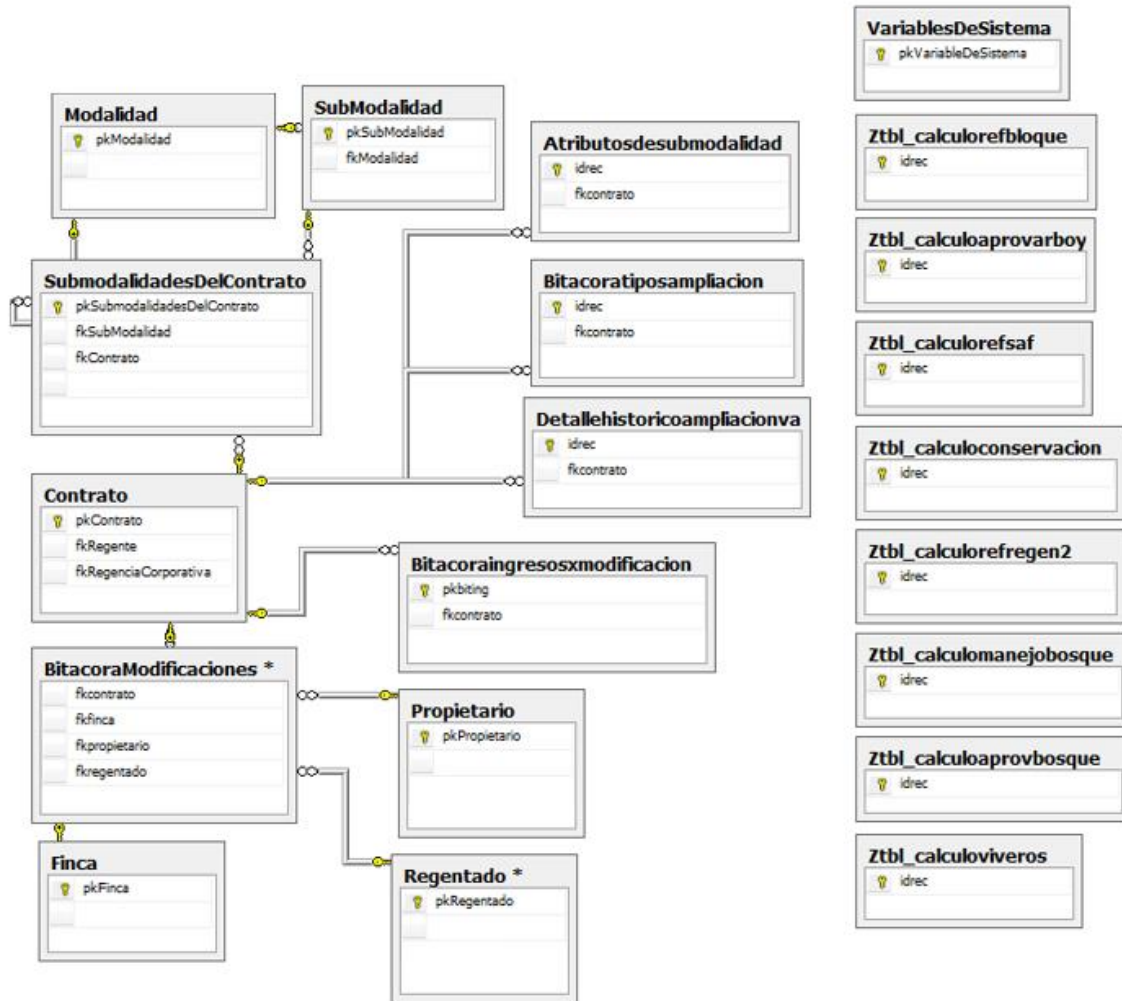 Modalidad
pkModalidad
SubModalidad
pkSubModalidad
fkModalidad
SubmodalidadesDelContrato
pkSubmodalidadesDelContrato
fkSubModalidad
fkContrato
Contrato
pkContrato
fkRegente
fkRegenciaCorporativa
BitacoraModificaciones *
fkcontrato
fkfinca
fkpropietario
fkregentado
Finca
pkFinca
Atributosdesubmodalidad
idrec
fkcontrato
Bitacoratiposampliacion
idrec
fkcontrato
Detallehistoricoampliacionva
idrec
fkcontrato
Bitacoraingresosxmodificacion
pkbiting
fkcontrato
Propietario
pkPropietario
Regentado *
pkRegentado
VariablesDeSistema
pkVariableDeSistema
Ztbl_calculorefbloque
idrec
Ztbl_calculoaprovarboy
idrec
Ztbl_calculorefsaf
idrec
Ztbl_calculoconservacion
idrec
Ztbl_calculorefregen2
idrec
Ztbl_calculomanejobosque
idrec
Ztbl_calculoaprovbosque
idrec
Ztbl_calculoviveros
idrec